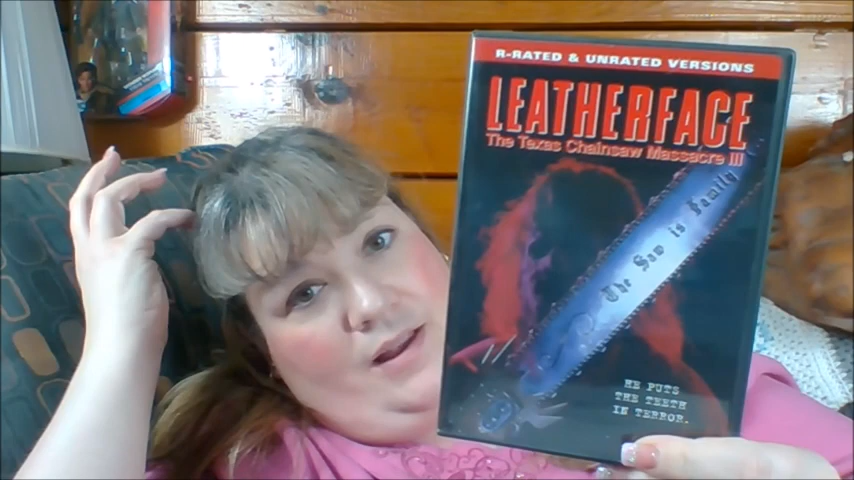 R-RATED & UNRATED VERSIONS
LEATHERFACE
The Texas Chainsaw Massacre III
The Saw is Family
HE PUTS
THE TEETH
IN TERROR.